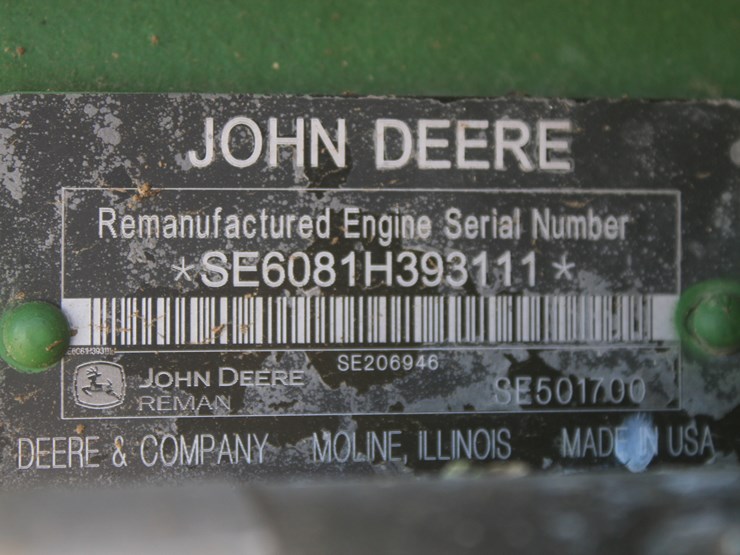 JOHN DEERE
Remanufactured Engine Serial Number
*SE6081H393111*
SE206946
JOHN DEERE
REMAN
SE501700
DEERE & COMPANY MOLINE, ILLINOIS MADE IN USA